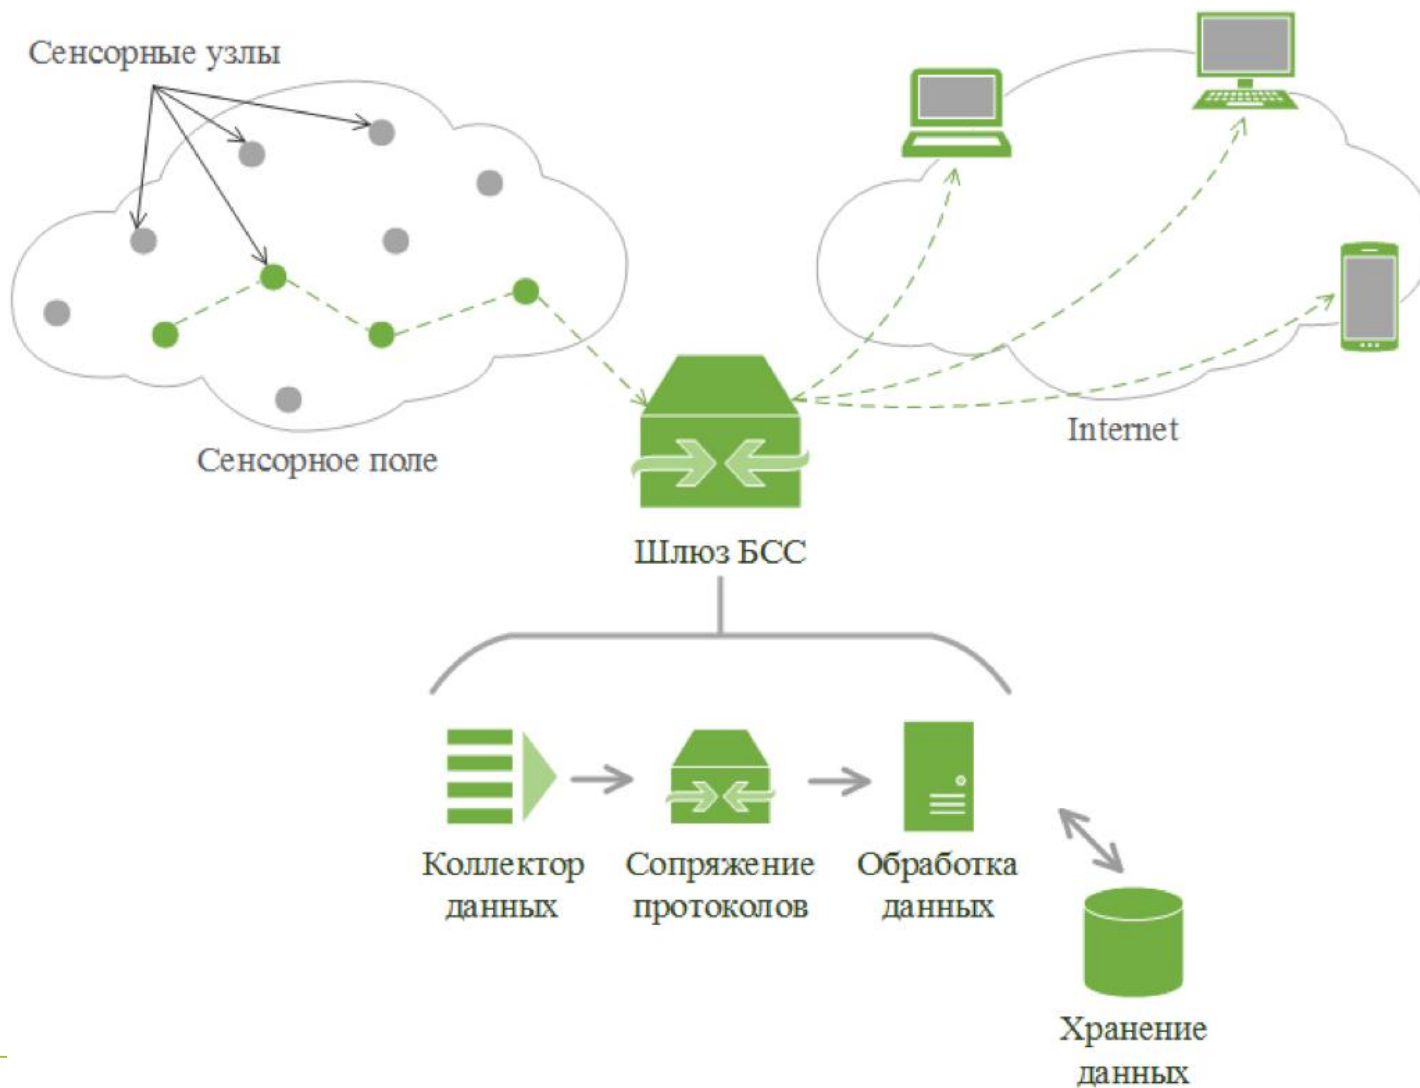 Сенсорные узлы
Сенсорное поле
Internet
Шлюз БСС
Коллектор
данных
Сопряжение
протоколов
Обработка
данных
Хранение
данных